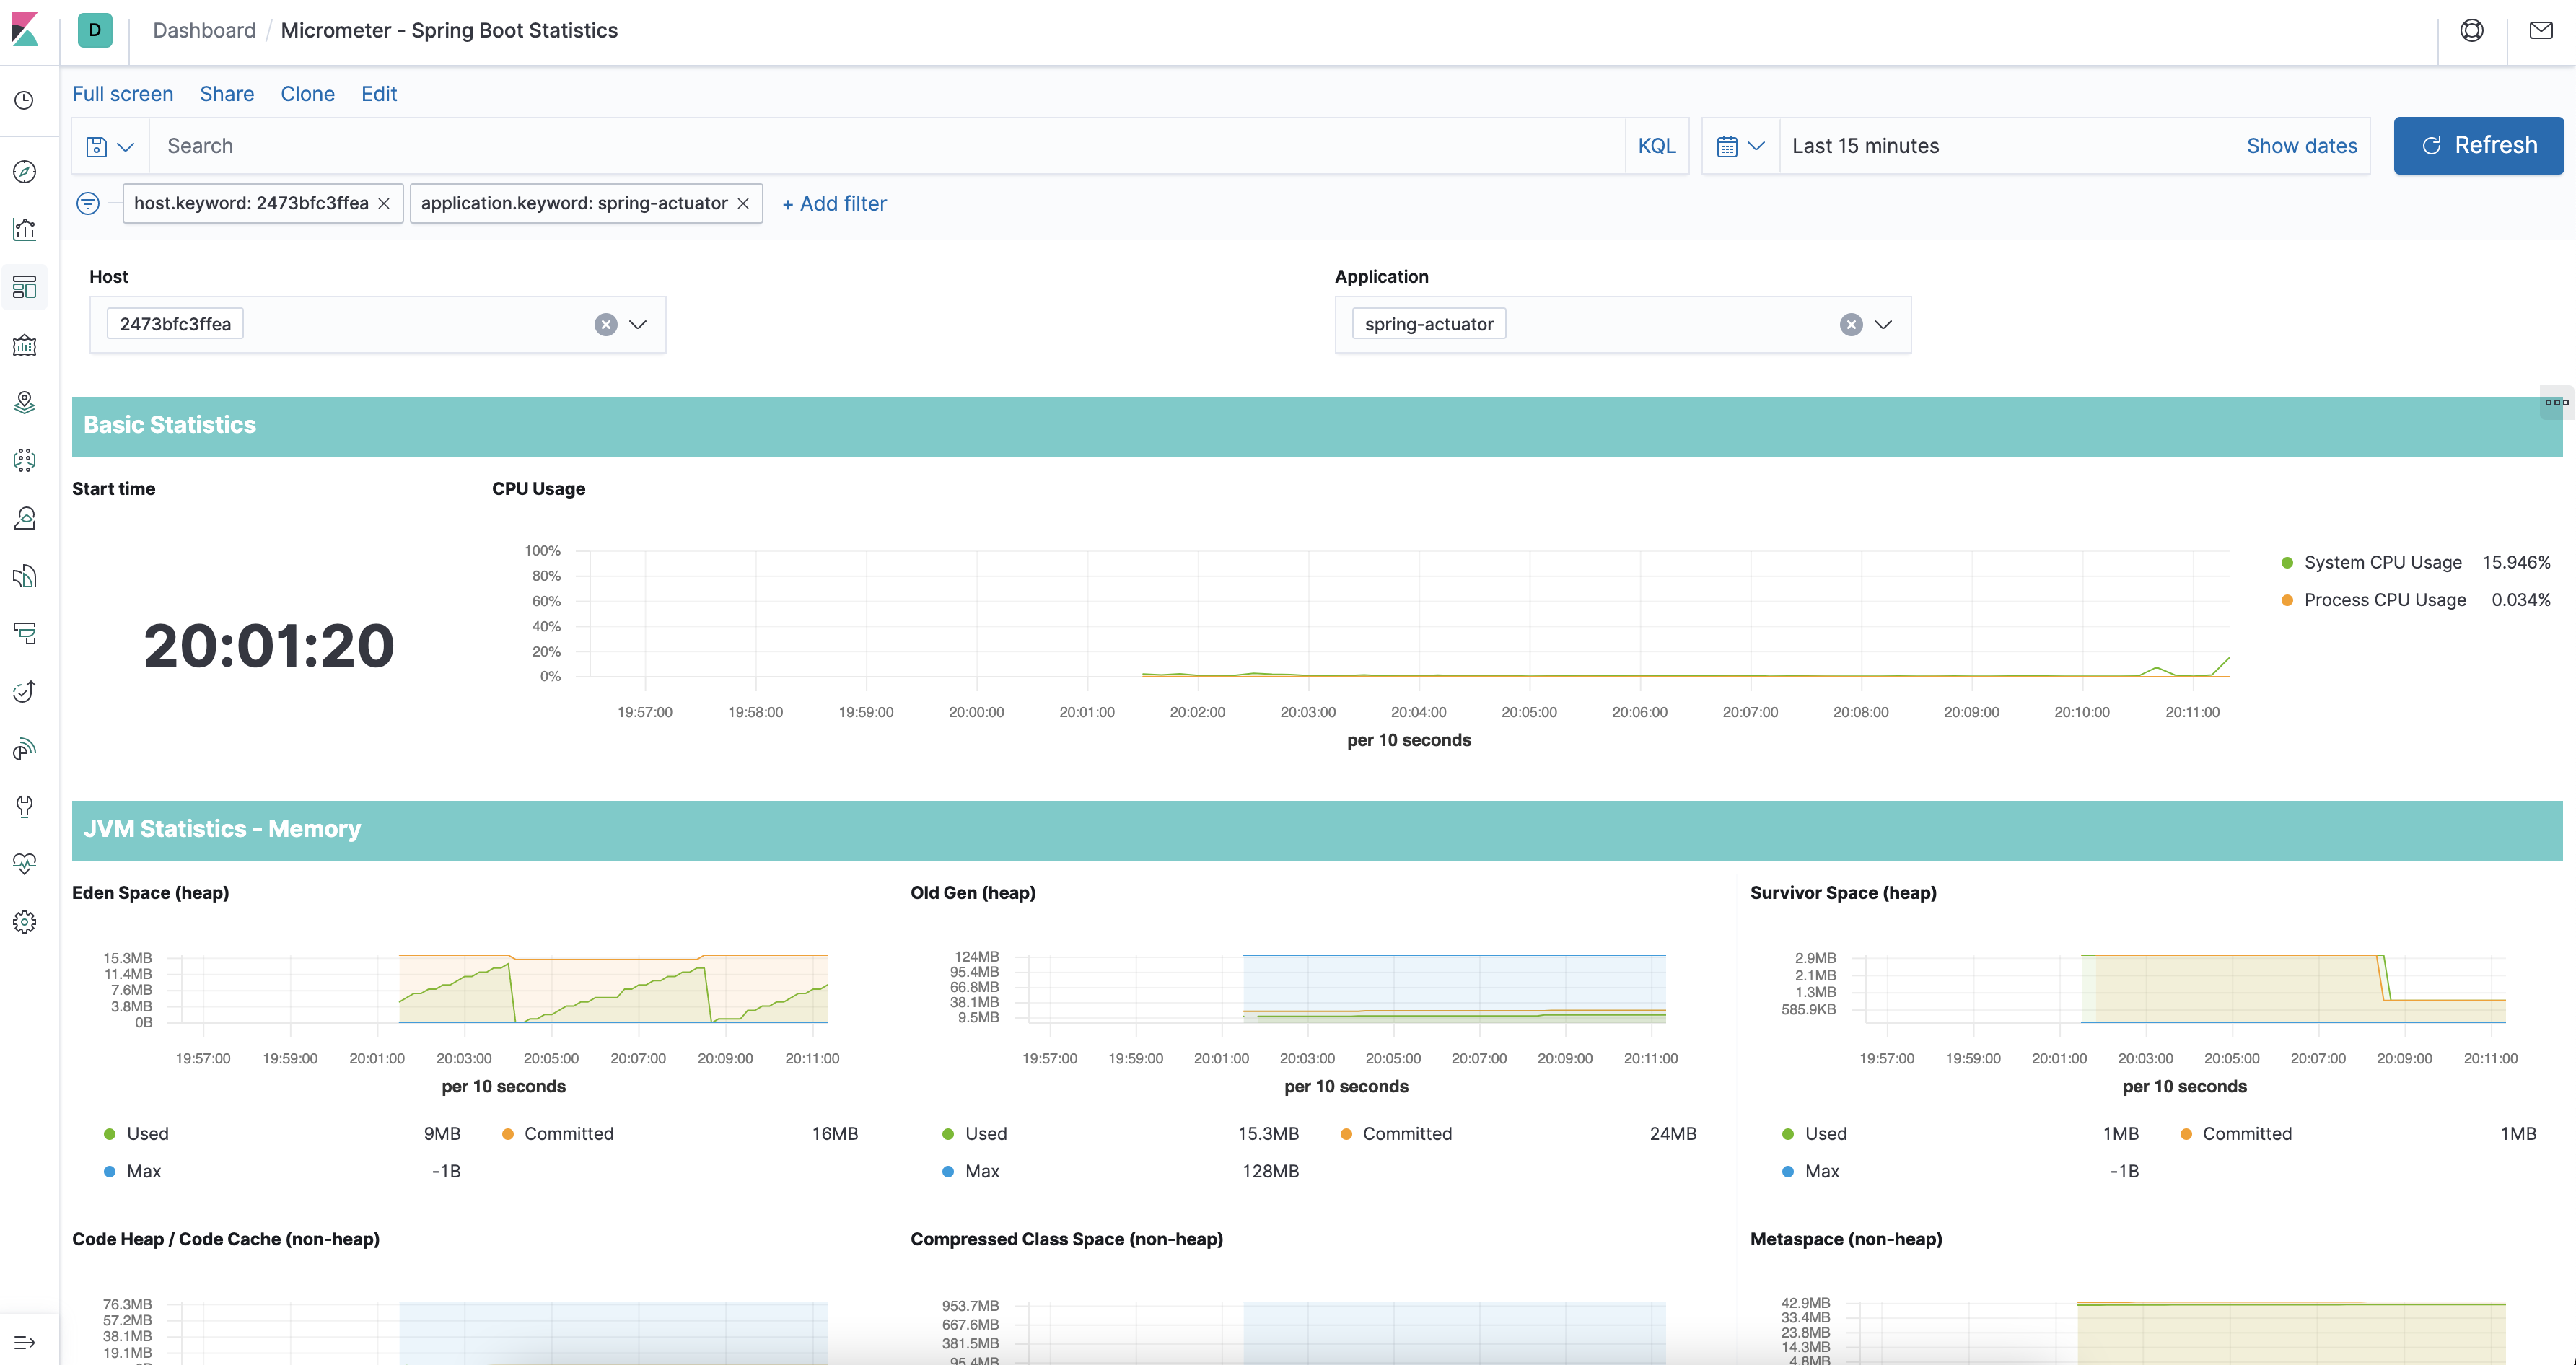 D Dashboard / Micrometer - Spring Boot Statistics
Full screen Share Clone Edit
Search KQL Last 15 minutes Show dates Refresh
host.keyword: 2473bfc3ffea application.keyword: spring-actuator + Add filter
Host Application
2473bfc3ffea spring-actuator
Basic Statistics
Start time
20:01:20
CPU Usage
100%
80%
60%
40%
20%
0%
19:57:00 19:58:00 19:59:00 20:00:00 20:01:00 20:02:00 20:03:00 20:04:00 20:05:00 20:06:00 20:07:00 20:08:00 20:09:00 20:10:00 20:11:00
per 10 seconds
System CPU Usage 15.946%
Process CPU Usage 0.034%
JVM Statistics - Memory
Eden Space (heap)
15.3MB
11.4MB
7.6MB
3.8MB
0B
19:57:00 19:59:00 20:01:00 20:03:00 20:05:00 20:07:00 20:09:00 20:11:00
per 10 seconds
Used 9MB Committed 16MB
Max -1B
Old Gen (heap)
124MB
95.4MB
66.8MB
38.1MB
9.5MB
19:57:00 19:59:00 20:01:00 20:03:00 20:05:00 20:07:00 20:09:00 20:11:00
per 10 seconds
Used 15.3MB Committed 24MB
Max 128MB
Survivor Space (heap)
2.9MB
2.1MB
1.3MB
585.9KB
19:57:00 19:59:00 20:01:00 20:03:00 20:05:00 20:07:00 20:09:00 20:11:00
per 10 seconds
Used 1MB Committed 1MB
Max -1B
Code Heap / Code Cache (non-heap)
76.3MB
57.2MB
38.1MB
19.1MB
Compressed Class Space (non-heap)
953.7MB
667.6MB
381.5MB
95.4MB
Metaspace (non-heap)
42.9MB
33.4MB
23.8MB
14.3MB
4.8MB